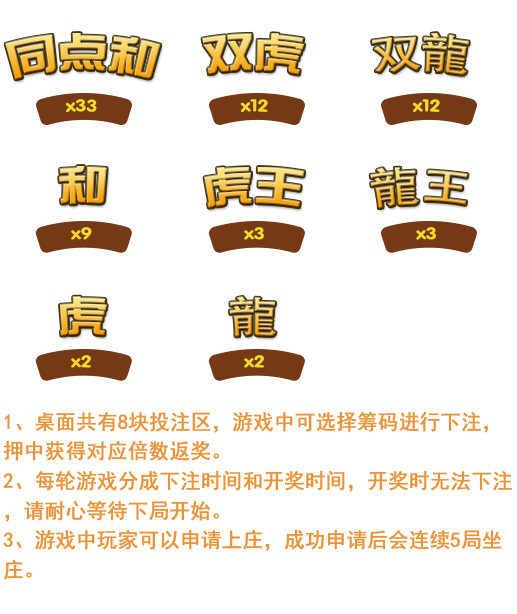 同点和 双虎 双龍
x33 x12 x12
和 虎王 龍王
x9 x3 x3
虎 龍
x2 x2
1、桌面共有8块投注区，游戏中可选择筹码进行下注，
押中获得对应倍数返奖。
2、每轮游戏分成下注时间和开奖时间，开奖时无法下注
，请耐心等待下局开始。
3、游戏中玩家可以申请上庄，成功申请后会连续5局坐
庄。